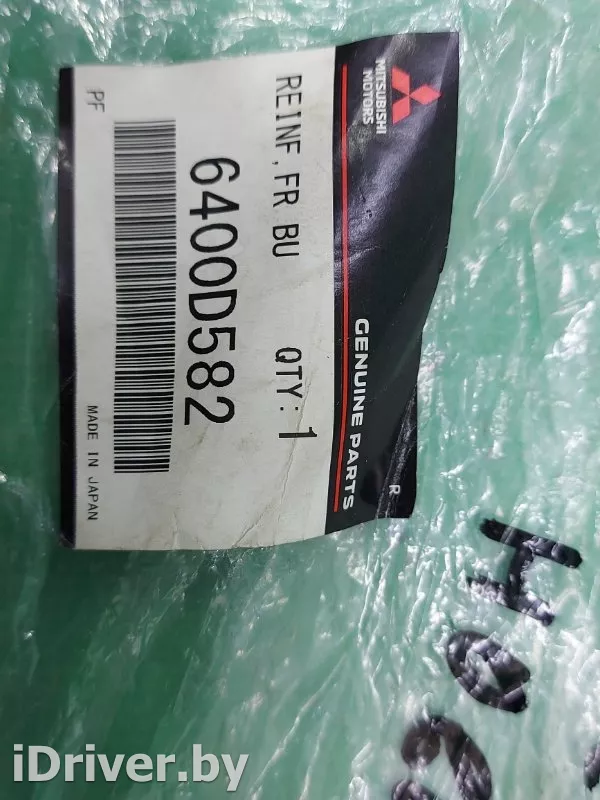 MITSUBISHI
MOTORS
GENUINE PARTS
R
REINF,FR BU QTY:1
6400D582
PF MADE IN JAPAN
iDriver.by